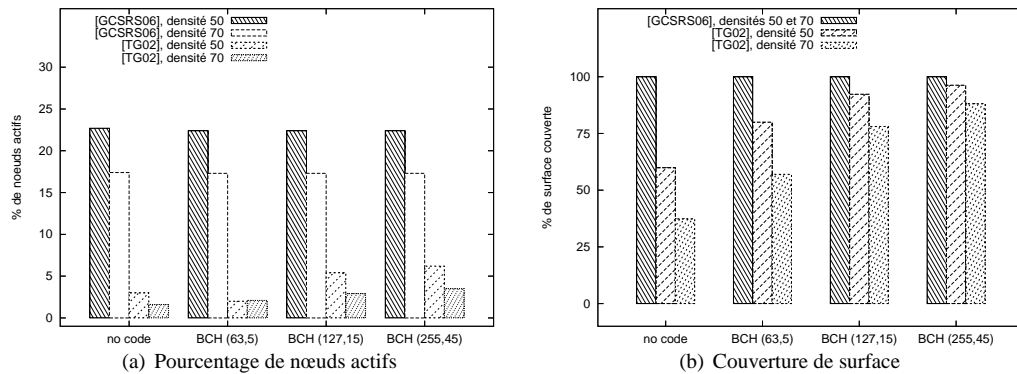 [GCSRS06], densité 50
[GCSRS06], densité 70
[TG02], densité 50
[TG02], densité 70
30
25
20
15
10
5
0
% de noeuds actifs
no code
BCH (63,5)
BCH (127,15)
BCH (255,45)
(a) Pourcentage de nœuds actifs
[GCSRS06], densités 50 et 70
[TG02], densité 50
[TG02], densité 70
100
75
50
25
0
% de surface couverte
no code
BCH (63,5)
BCH (127,15)
BCH (255,45)
(b) Couverture de surface